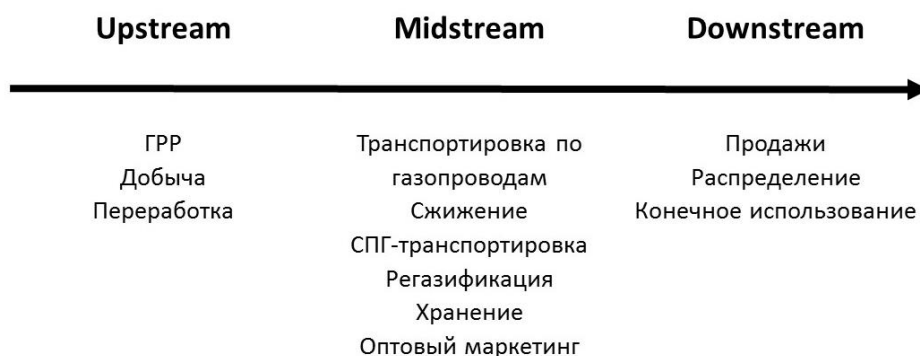 Upstream
Midstream
Downstream
ГРР
Добыча
Переработка
Транспортировка по
газопроводам
Сжижение
СПГ-транспортировка
Регазификация
Хранение
Оптовый маркетинг
Продажи
Распределение
Конечное использование